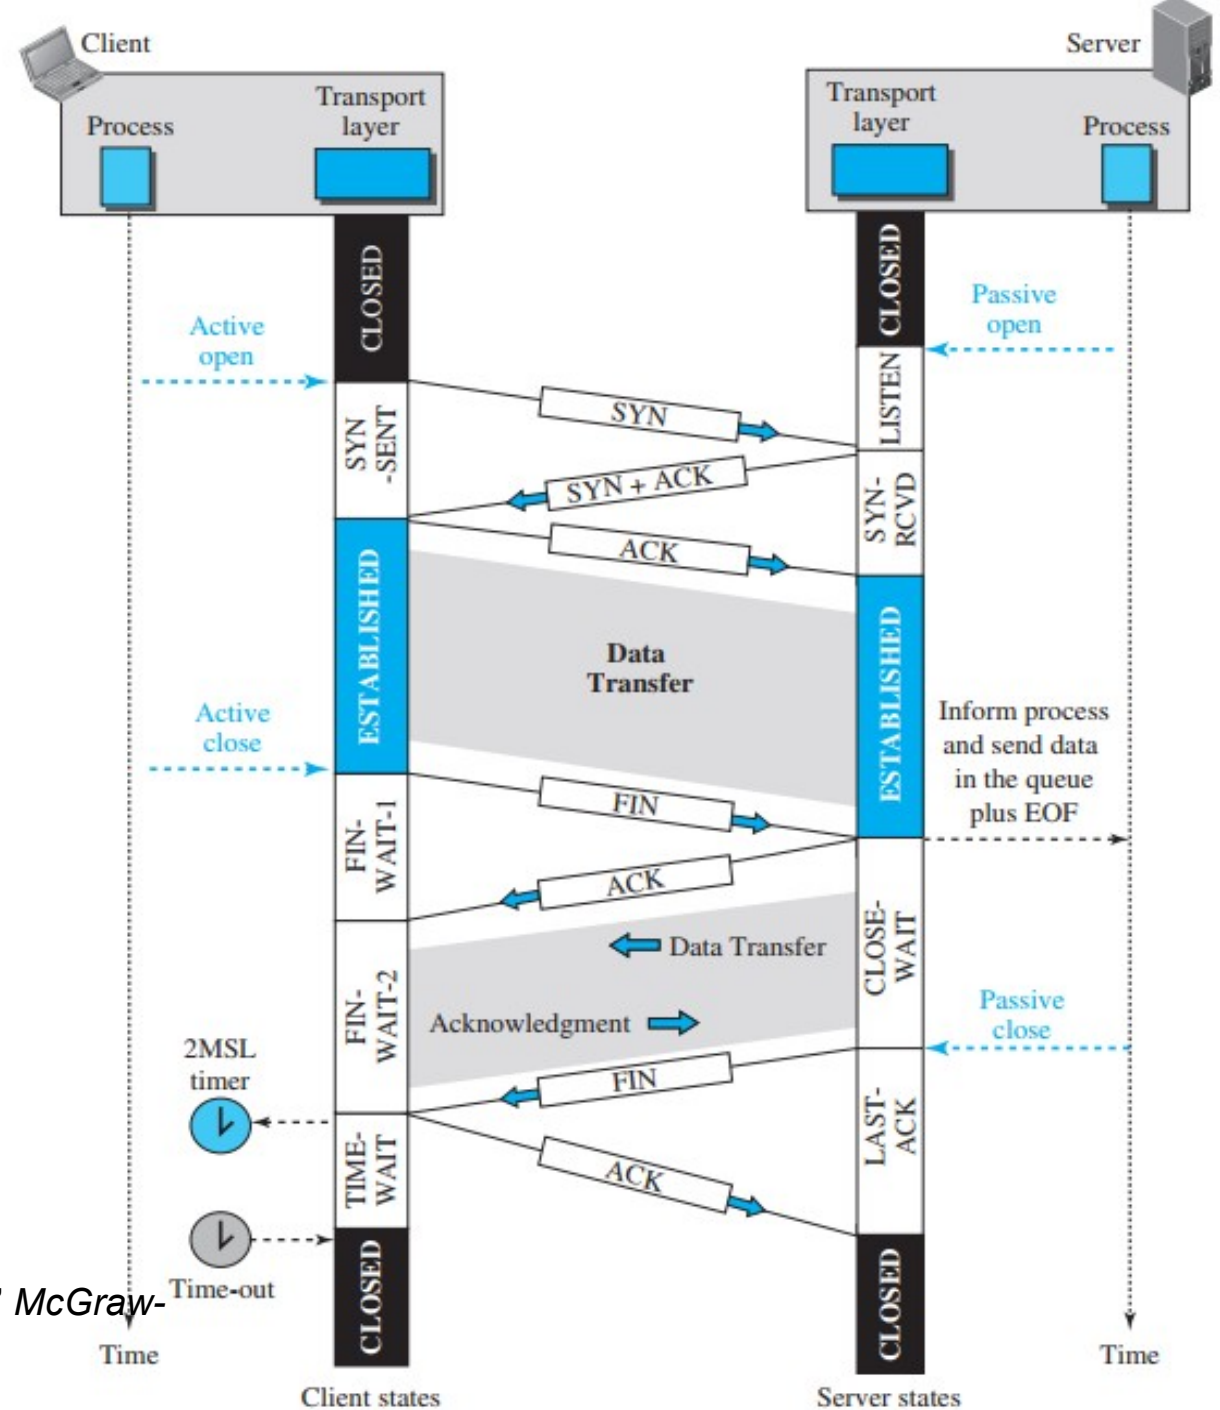 Client
Server
Transport
layer
Process
Transport
layer
Process
CLOSED
CLOSED
Active
open
Passive
open
LISTEN
SYN
-SENT
SYN
SYN + ACK
SYN-
RCVD
ACK
ESTABLISHED
Data
Transfer
ESTABLISHED
Active
close
Inform process
and send data
in the queue
plus EOF
FIN
FIN-
WAIT-1
ACK
CLOSE-
WAIT
Data Transfer
FIN-
WAIT-2
Acknowledgment
Passive
close
2MSL
timer
FIN
LAST-
ACK
TIME-
WAIT
ACK
Time-out
CLOSED
CLOSED
' McGraw-
Time
Time
Client states
Server states